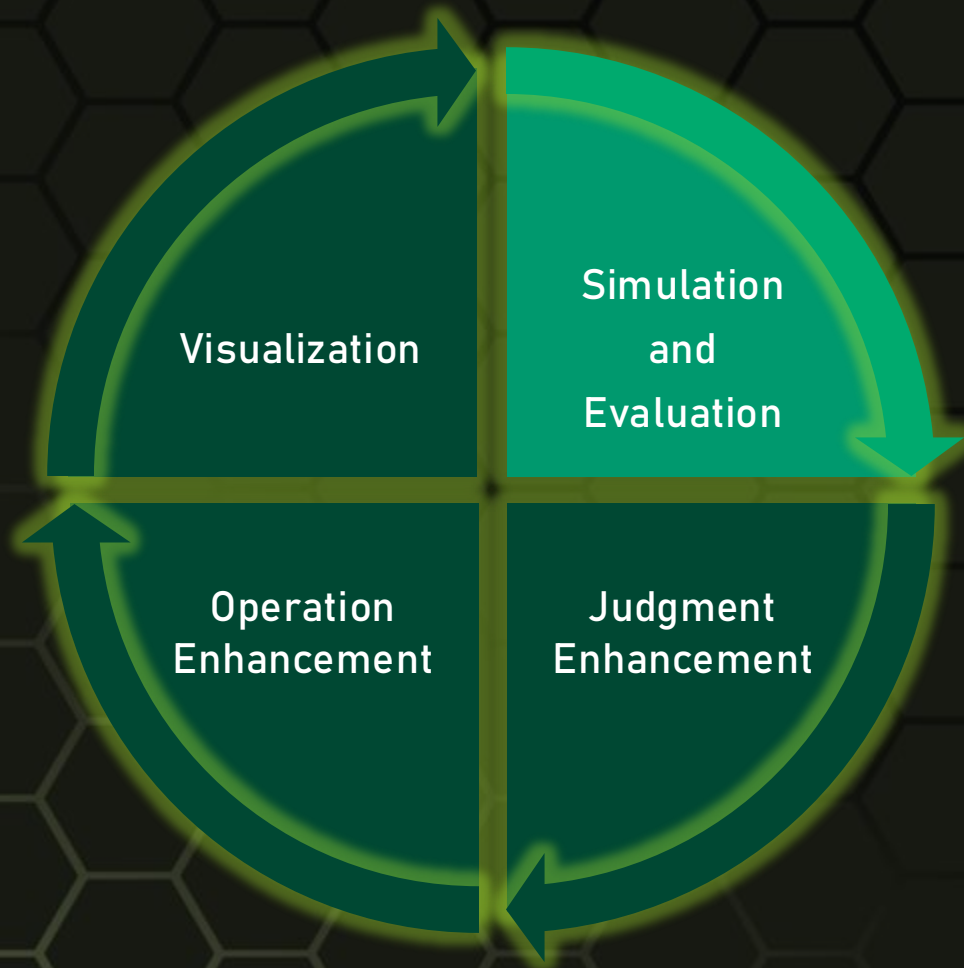 Visualization
Simulation
and
Evaluation
Operation
Enhancement
Judgment
Enhancement